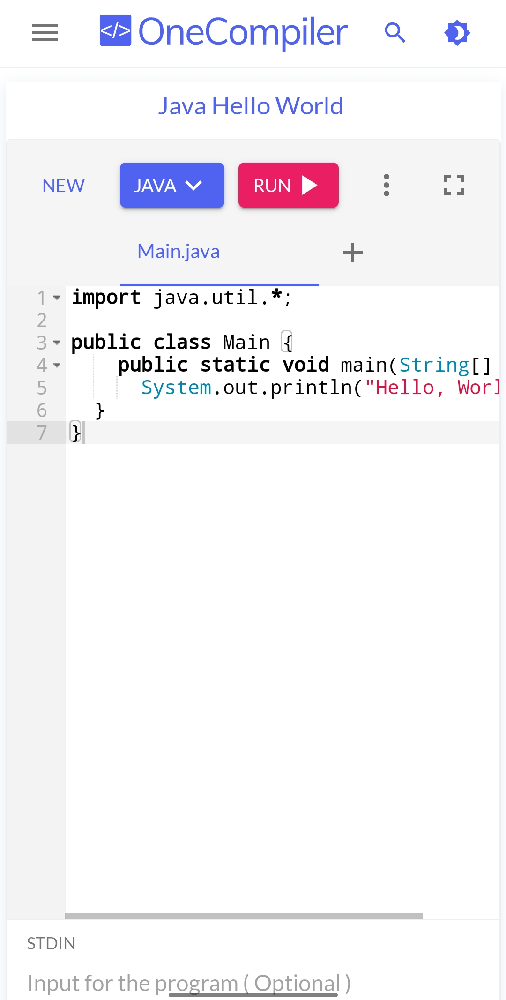 </> OneCompiler
Java Hello World
NEW
JAVA
RUN
Main.java
1 import java.util.*;
2
3 public class Main {
4     public static void main(String[]
5       System.out.println("Hello, Worl
6   }
7 }
STDIN
Input for the program ( Optional )